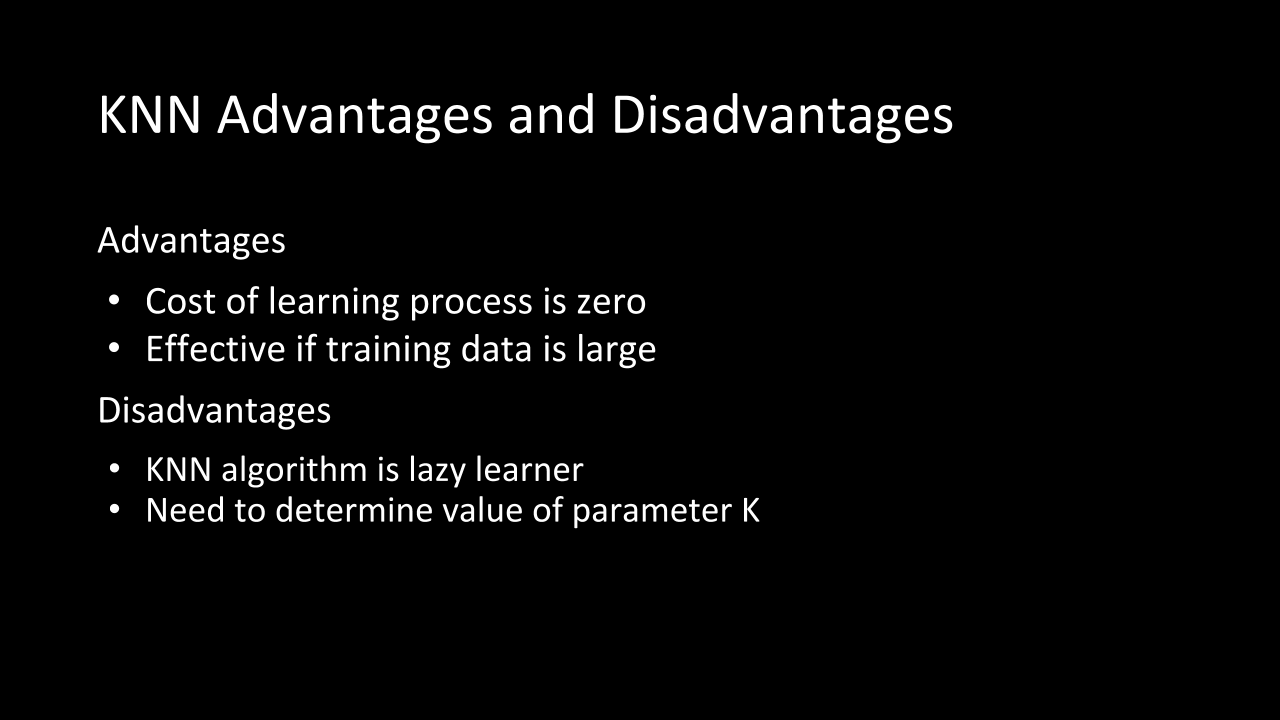 KNN Advantages and Disadvantages
Advantages
• Cost of learning process is zero
• Effective if training data is large
Disadvantages
• KNN algorithm is lazy learner
• Need to determine value of parameter K